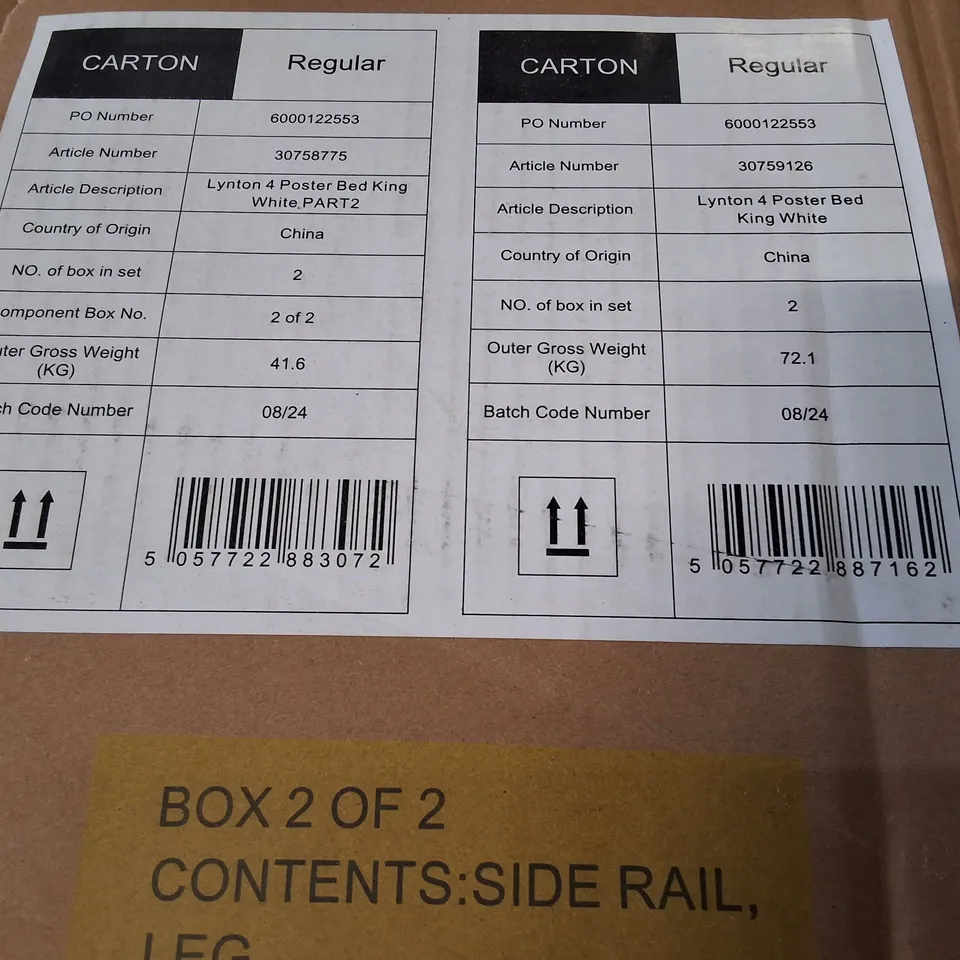 CARTON Regular
PO Number 6000122553
Article Number 30758775
Article Description Lynton 4 Poster Bed King
White PART2
Country of Origin China
NO. of box in set 2
omponent Box No. 2 of 2
uter Gross Weight
(KG) 41.6
ch Code Number 08/24
5 057722 883072
CARTON Regular
PO Number 6000122553
Article Number 30759126
Article Description Lynton 4 Poster Bed
King White
Country of Origin China
NO. of box in set 2
Outer Gross Weight
(KG) 72.1
Batch Code Number 08/24
5 057722 887162
BOX 2 OF 2
CONTENTS:SIDE RAIL,
LEG